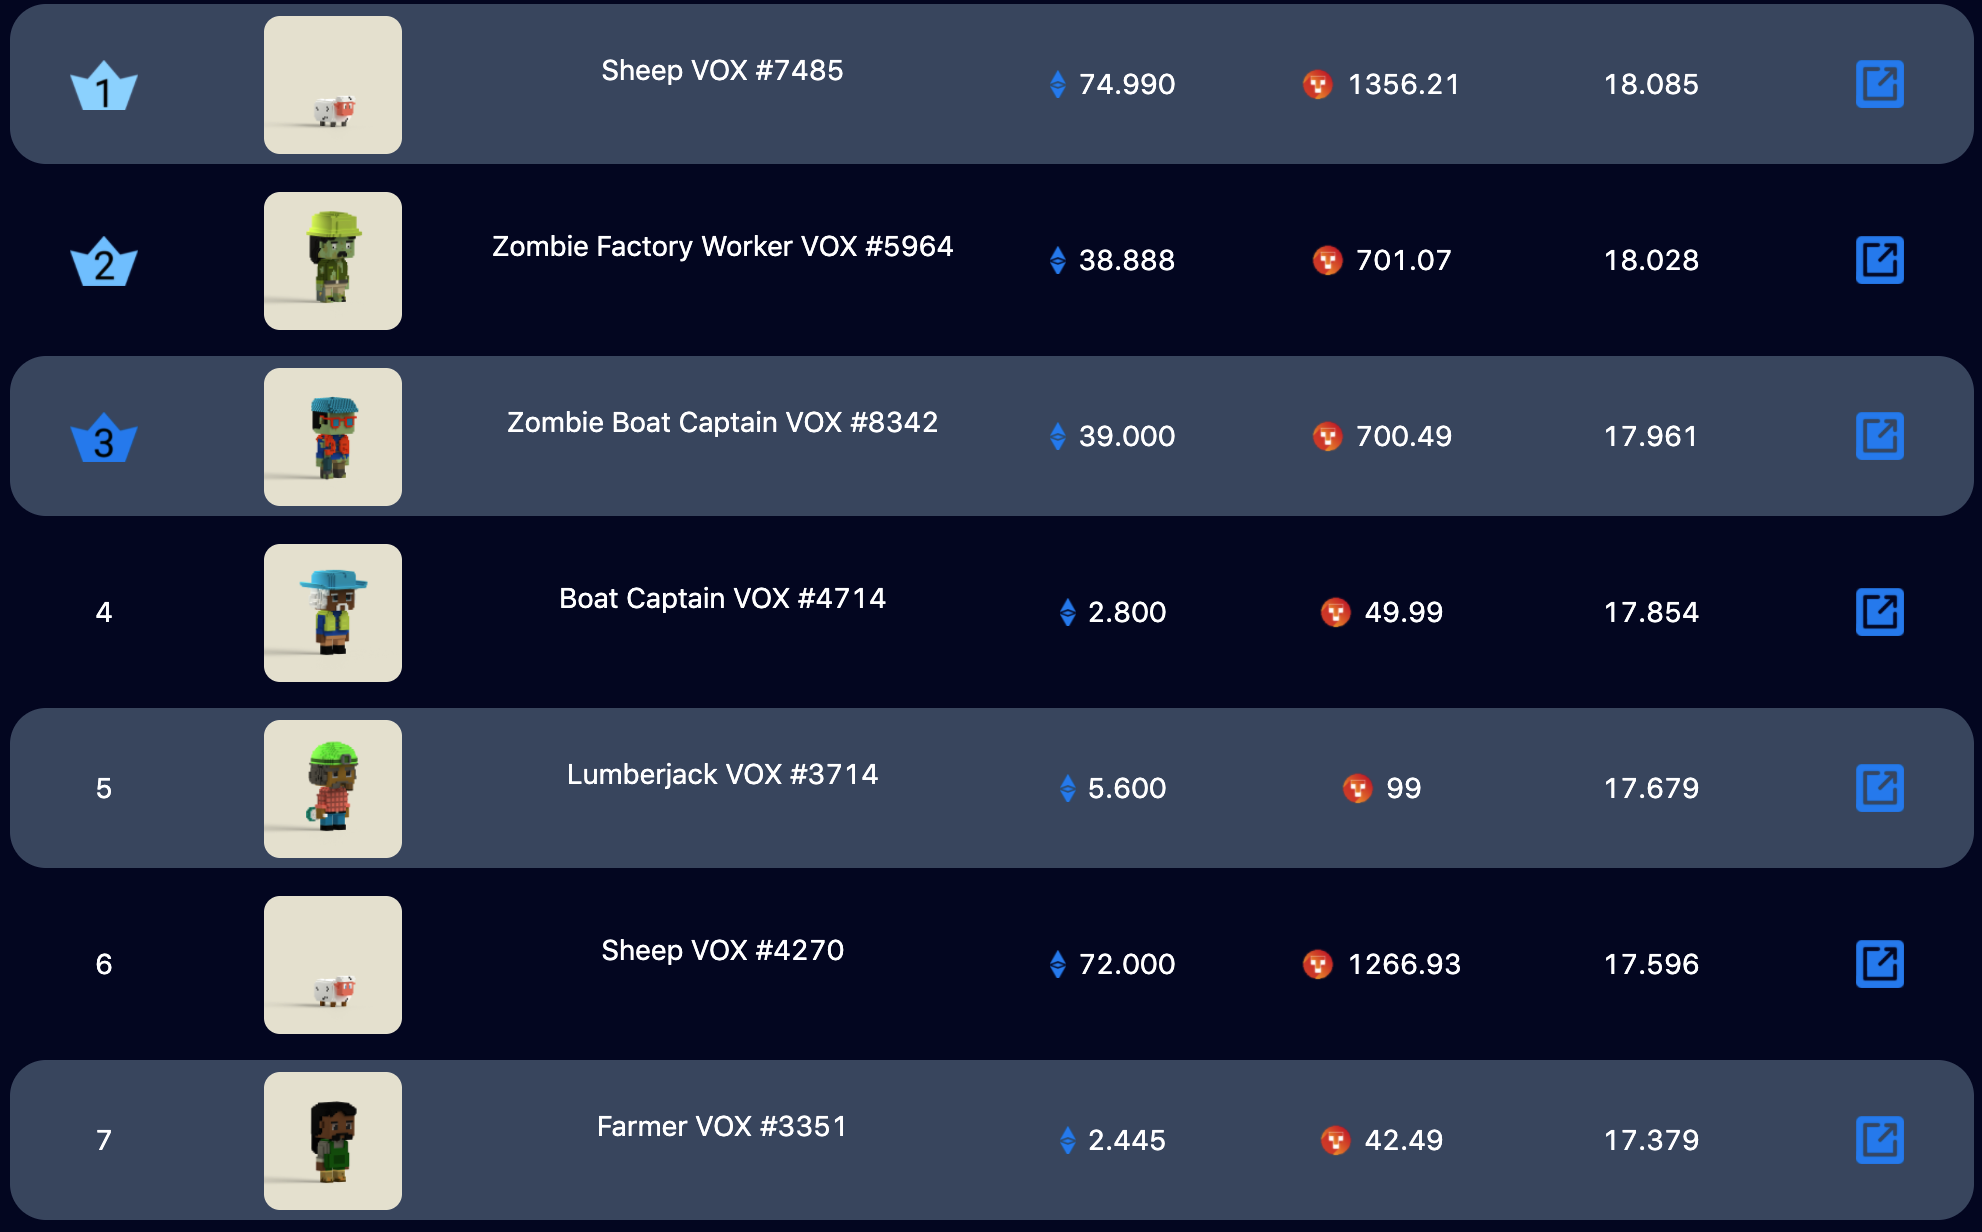 1 Sheep VOX #7485 74.990 1356.21 18.085
2 Zombie Factory Worker VOX #5964 38.888 701.07 18.028
3 Zombie Boat Captain VOX #8342 39.000 700.49 17.961
4 Boat Captain VOX #4714 2.800 49.99 17.854
5 Lumberjack VOX #3714 5.600 99 17.679
6 Sheep VOX #4270 72.000 1266.93 17.596
7 Farmer VOX #3351 2.445 42.49 17.379